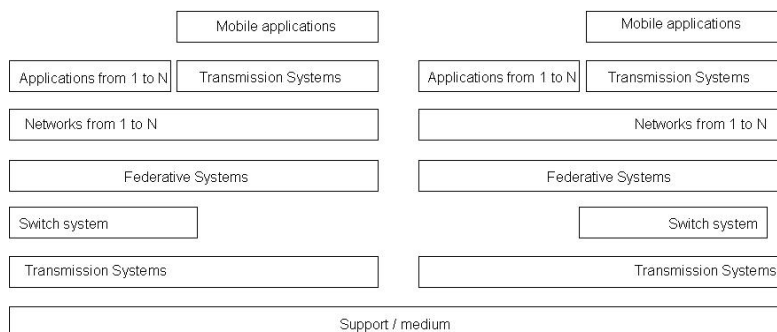 Mobile applications
Mobile applications
Applications from 1 to N
Transmission Systems
Applications from 1 to N
Transmission Systems
Networks from 1 to N
Networks from 1 to N
Federative Systems
Federative Systems
Switch system
Switch system
Transmission Systems
Transmission Systems
Support / medium